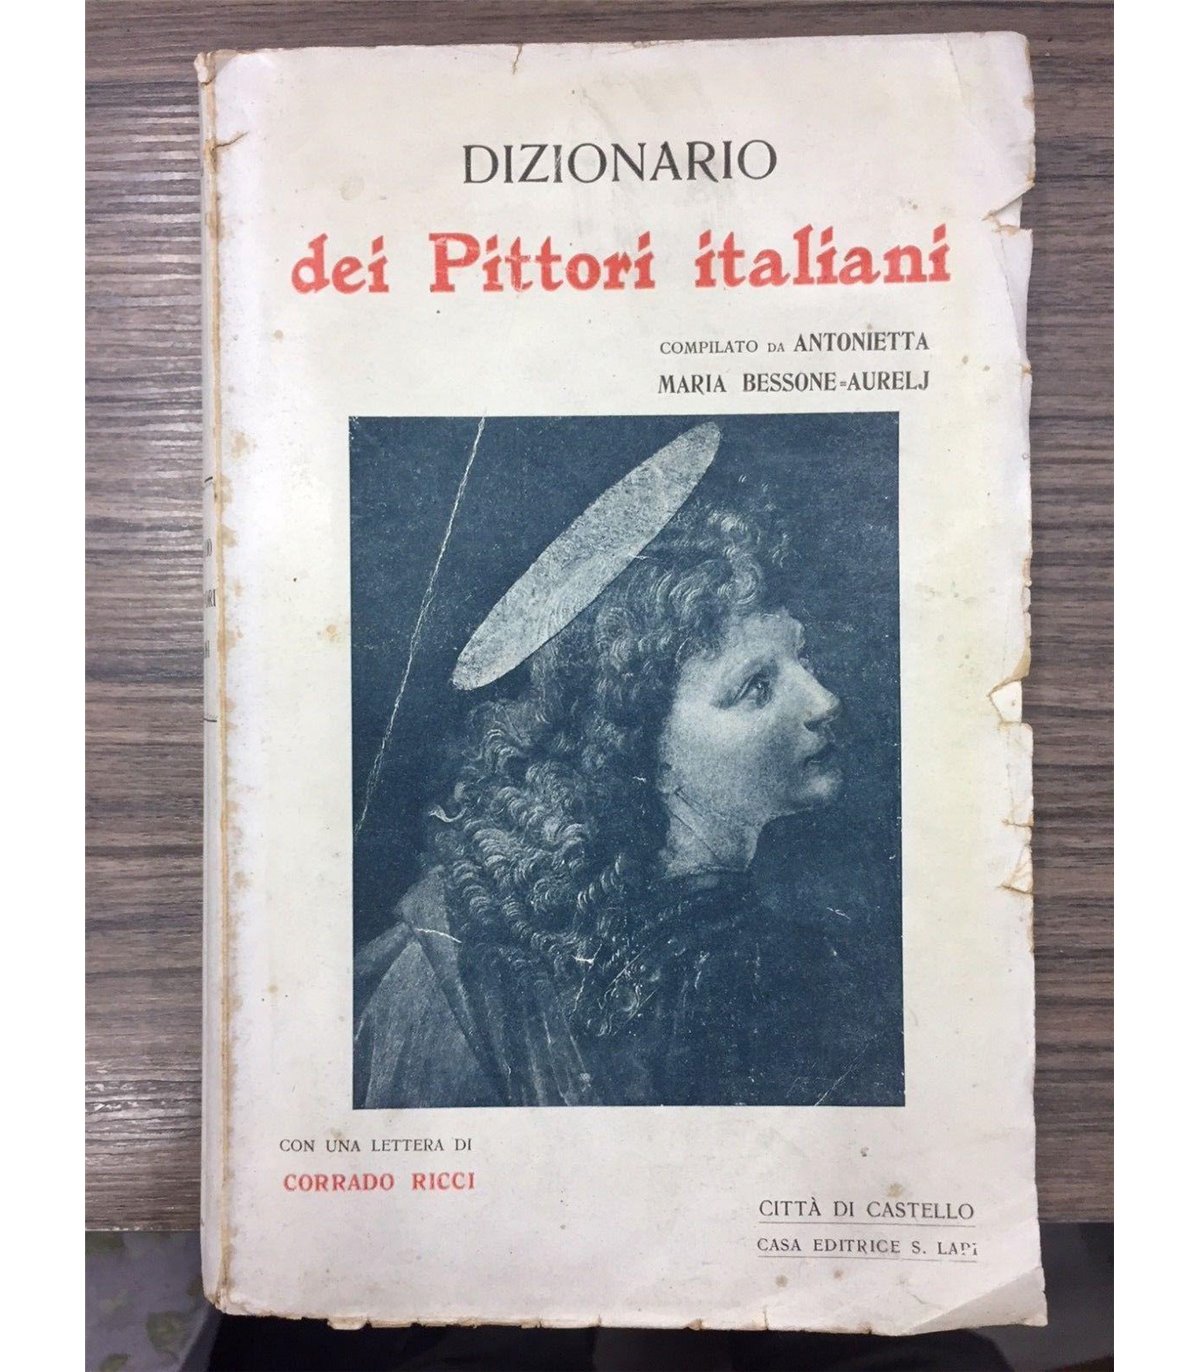 DIZIONARIO
dei Pittori italiani
COMPILATO DA ANTONIETTA
MARIA BESSONE=AURELJ
CON UNA LETTERA DI
CORRADO RICCI
CITTÀ DI CASTELLO
CASA EDITRICE S. LAPI